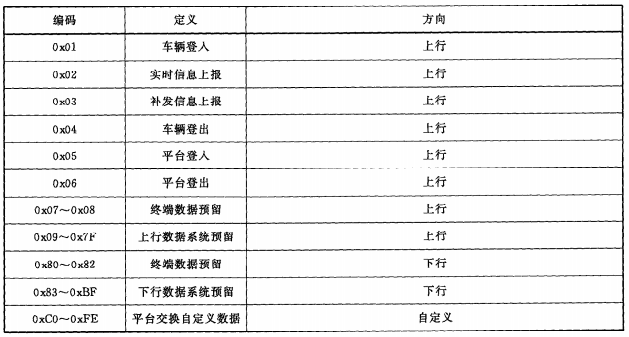 编码 定义 方向
0x01 车辆登入 上行
0x02 实时信息上报 上行
0x03 补发信息上报 上行
0x04 车辆登出 上行
0x05 平台登入 上行
0x06 平台登出 上行
0x07～0x08 终端数据预留 上行
0x09～0x7F 上行数据系统预留 上行
0x80～0x82 终端数据预留 下行
0x83～0xBF 下行数据系统预留 下行
0xC0～0xFE 平台交换自定义数据 自定义